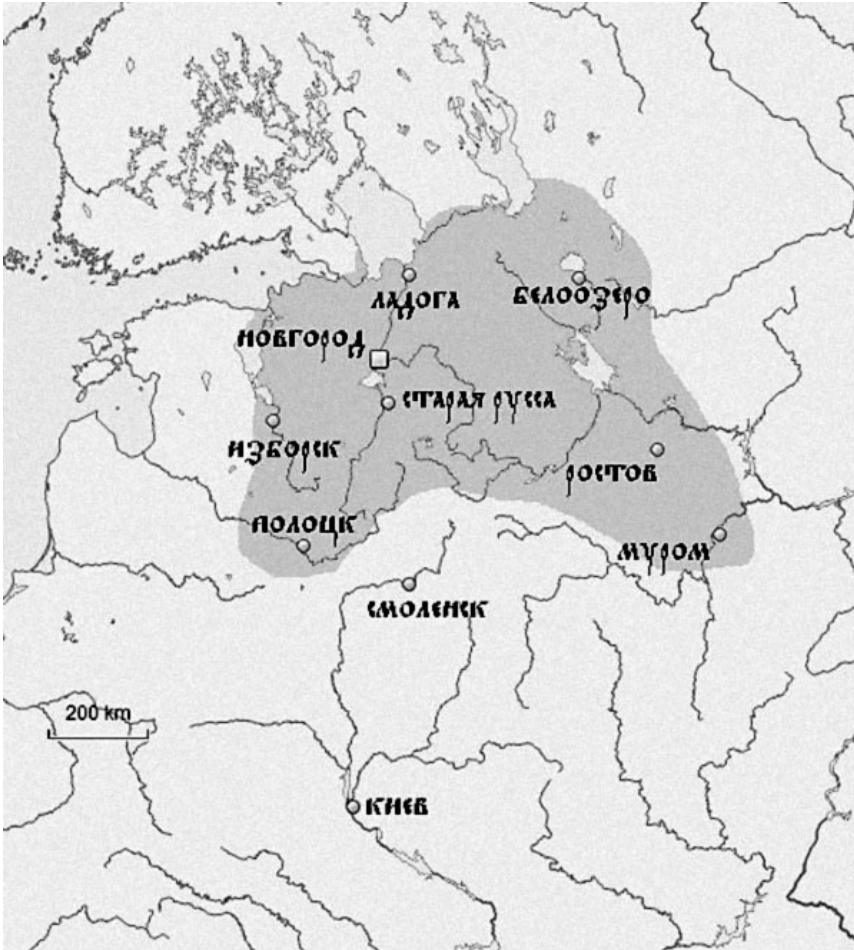 ЛАДОГА
БЕЛООЗЕРО
НОВГОРОД
СТАРАЯ РУССА
ИЗБОРСК
РОСТОВ
ПОЛОЦК
МУРОМ
СМОЛЕНСК
200 km
КИЕВ